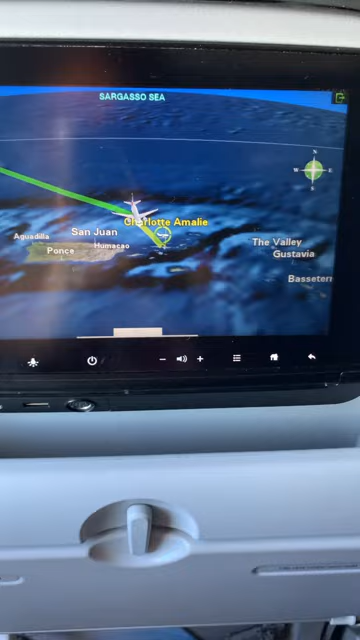 SARGASSO SEA
N
W E
S
Charlotte Amalie
Aguadilla
San Juan
Humacao
Ponce
The Valley
Gustavia
Basseterr